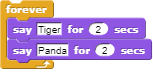 forever
say Tiger for 2 secs
say Panda for 2 secs